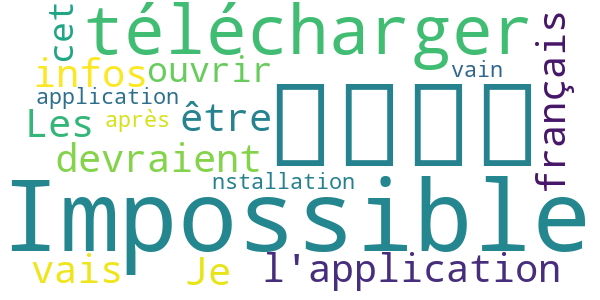 cet
télécharger
français
infos
ouvrir
vain
application
Les
après
être
devraient
nstallation
Impossible
vais
Je
l'application